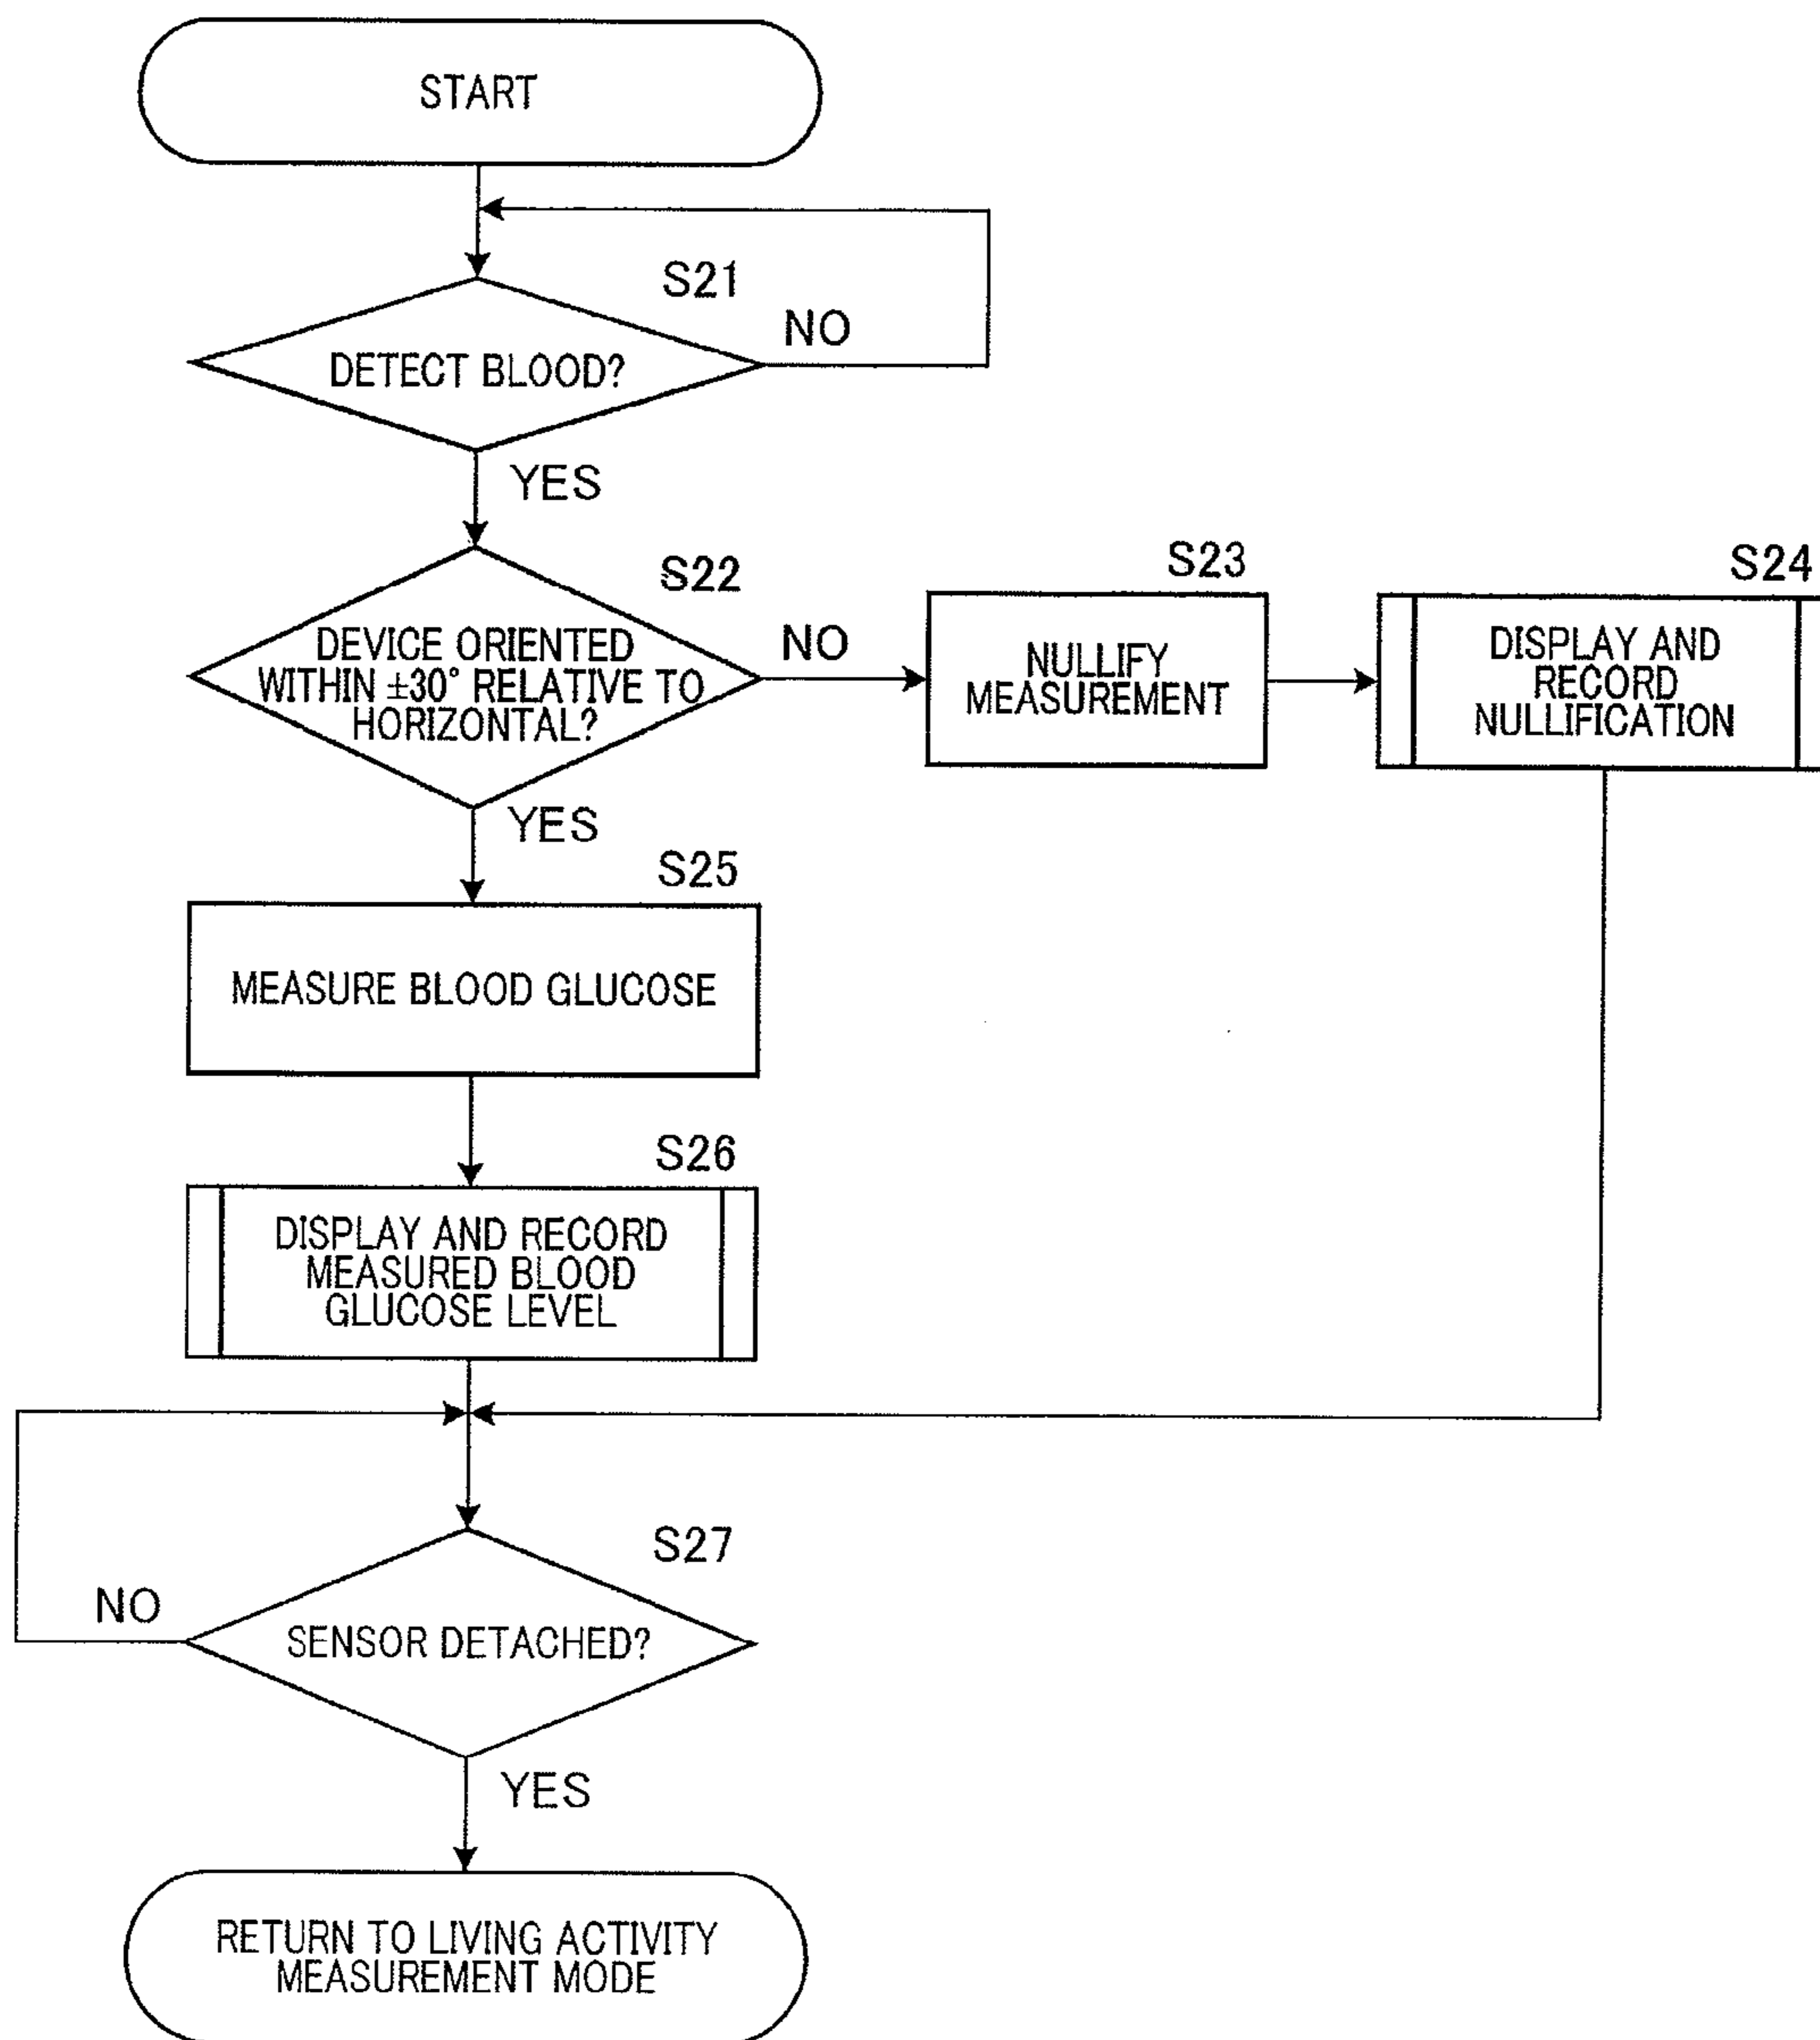 START
S21
NO
DETECT BLOOD?
YES
S22
DEVICE ORIENTED
WITHIN ±30° RELATIVE TO
HORIZONTAL?
NO
S23
NULLIFY
MEASUREMENT
S24
DISPLAY AND
RECORD
NULLIFICATION
YES
S25
MEASURE BLOOD GLUCOSE
S26
DISPLAY AND RECORD
MEASURED BLOOD
GLUCOSE LEVEL
S27
NO
SENSOR DETACHED?
YES
RETURN TO LIVING ACTIVITY
MEASUREMENT MODE